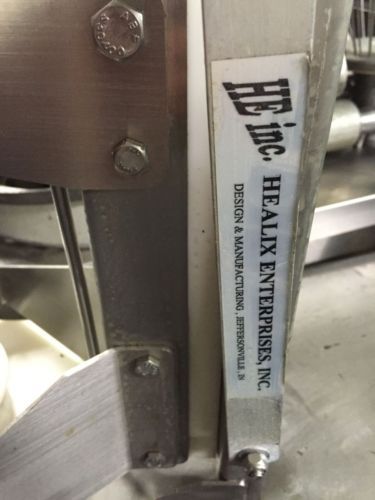 HE inc.
HEALIX ENTERPRISES, INC.
DESIGN & MANUFACTURING, JEFFERSONVILLE, IN